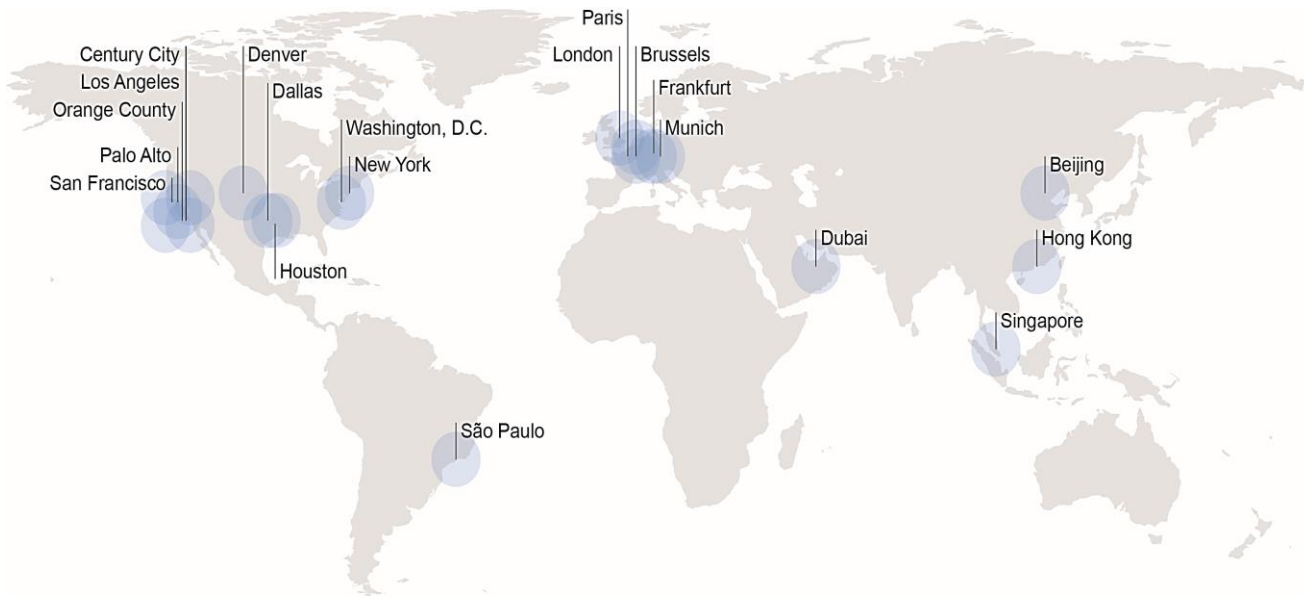 Paris
Century City
Denver
London
Brussels
Los Angeles
Dallas
Frankfurt
Orange County
Washington, D.C.
Munich
Palo Alto
New York
San Francisco
Beijing
Dubai
Hong Kong
Houston
Singapore
São Paulo